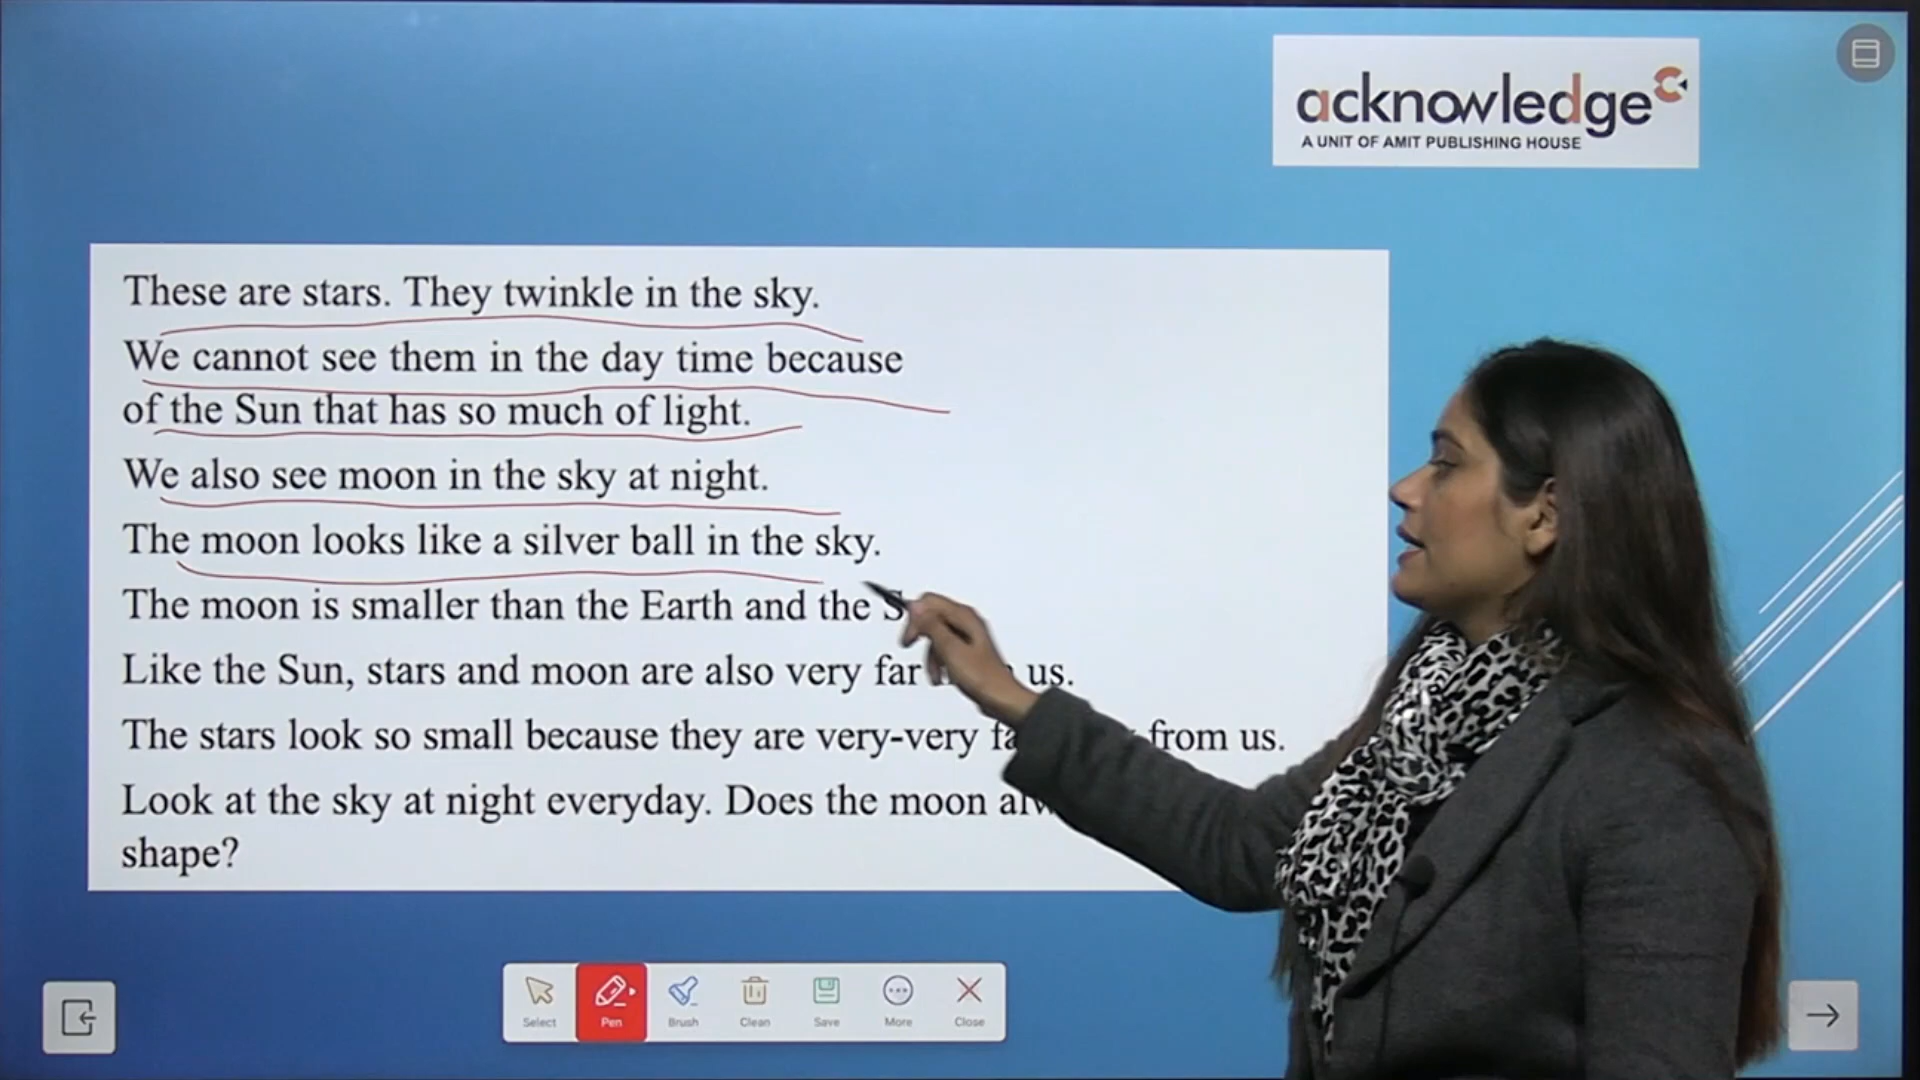 acknowledge
A UNIT OF AMIT PUBLISHING HOUSE
These are stars. They twinkle in the sky.
We cannot see them in the day time because
of the Sun that has so much of light.
We also see moon in the sky at night.
The moon looks like a silver ball in the sky.
The moon is smaller than the Earth and the
Like the Sun, stars and moon are also very far us.
The stars look so small because they are very-very from us.
Look at the sky at night everyday. Does the moon
shape?
Select Pen Brush Clean Save More Close